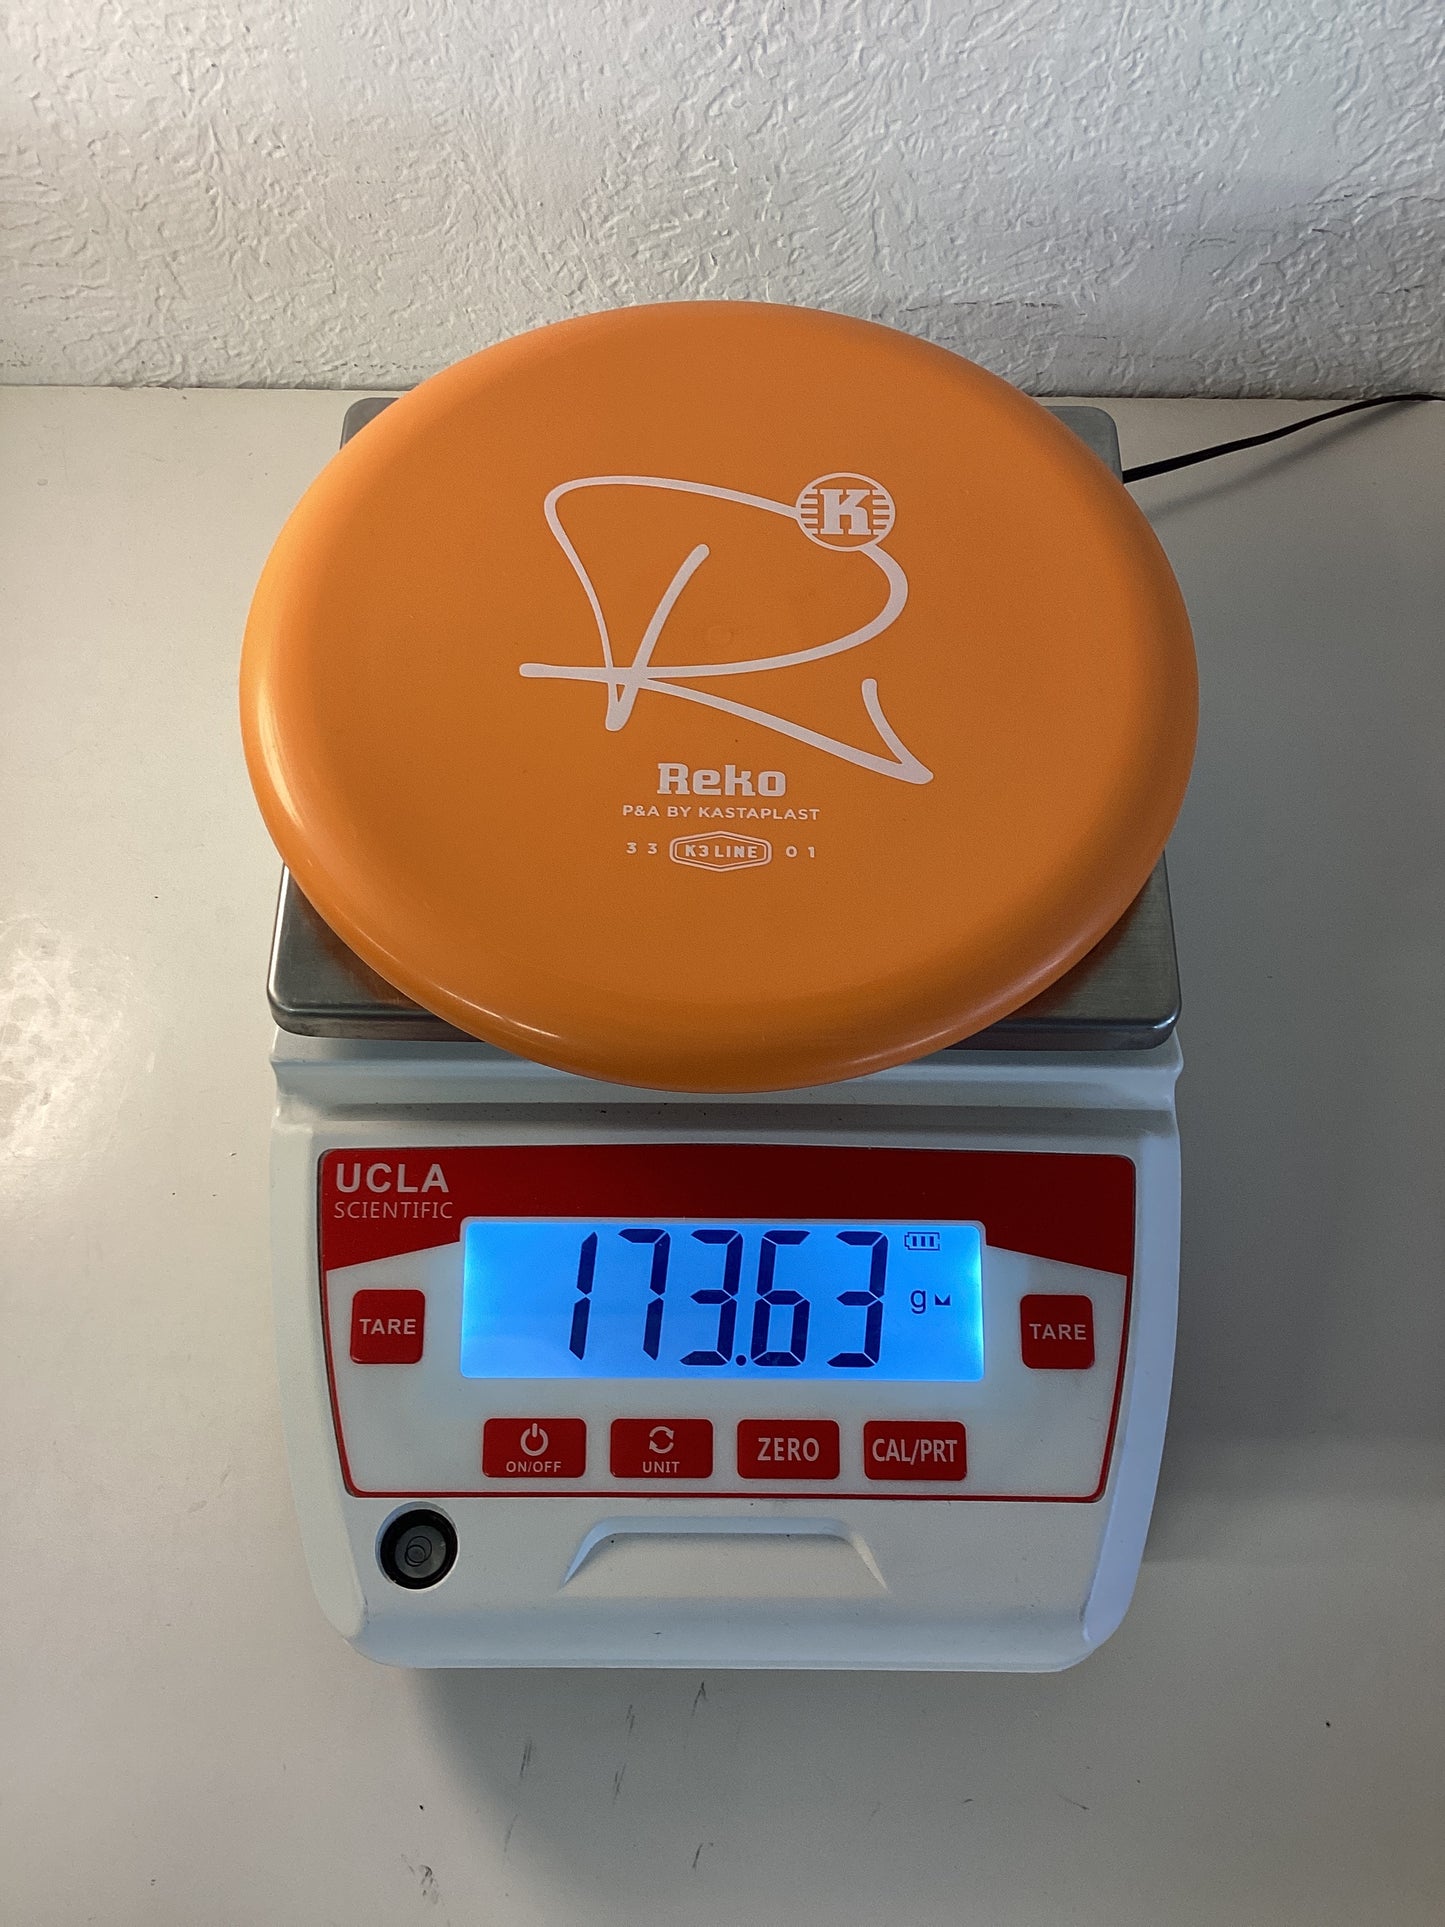 K
Reko
P&A BY KASTAPLAST
3 3 K3 LINE 0 1
UCLA
SCIENTIFIC
173.63 g
TARE
TARE
ON/OFF
UNIT
ZERO
CAL/PRT